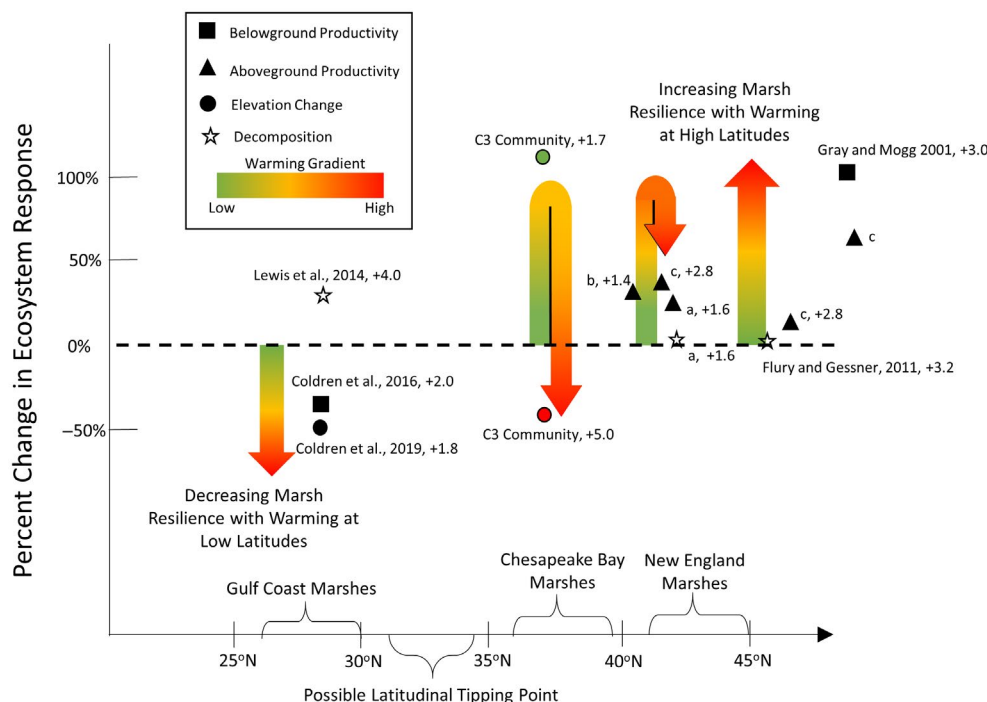 Belowground Productivity
Aboveground Productivity
Elevation Change
Decomposition
Warming Gradient
Low
High
Percent Change in Ecosystem Response
100%
50%
0%
–50%
Lewis et al., 2014, +4.0
Coldren et al., 2016, +2.0
Coldren et al., 2019, +1.8
Decreasing Marsh
Resilience with Warming at
Low Latitudes
C3 Community, +1.7
C3 Community, +5.0
Increasing Marsh
Resilience with Warming
at High Latitudes
b, +1.4
c, +2.8
a, +1.6
a, +1.6
Gray and Mogg 2001, +3.0
c
c, +2.8
Flury and Gessner, 2011, +3.2
Gulf Coast Marshes
Chesapeake Bay
Marshes
New England
Marshes
25°N
30°N
35°N
40°N
45°N
Possible Latitudinal Tipping Point